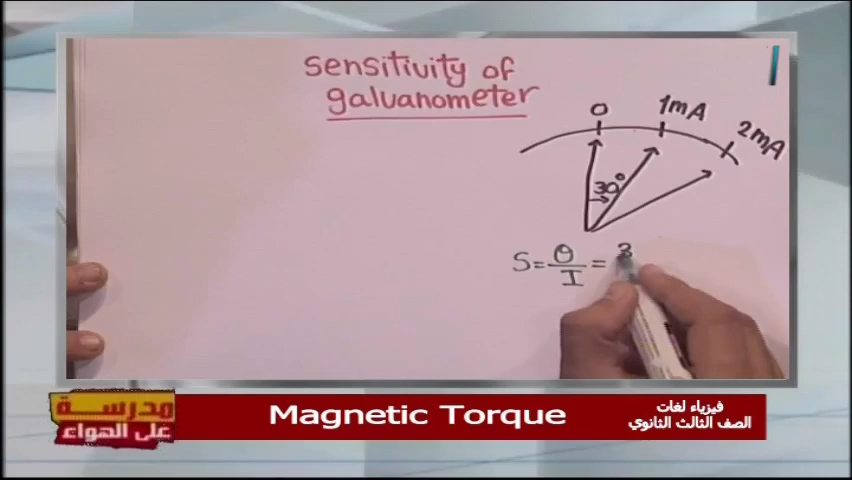 sensitivity of
galvanometer
0
1mA
2mA
30°
S = θ/I = 3
مدرسة
على الهواء
Magnetic Torque
فيزياء لغات
الصف الثالث الثانوي